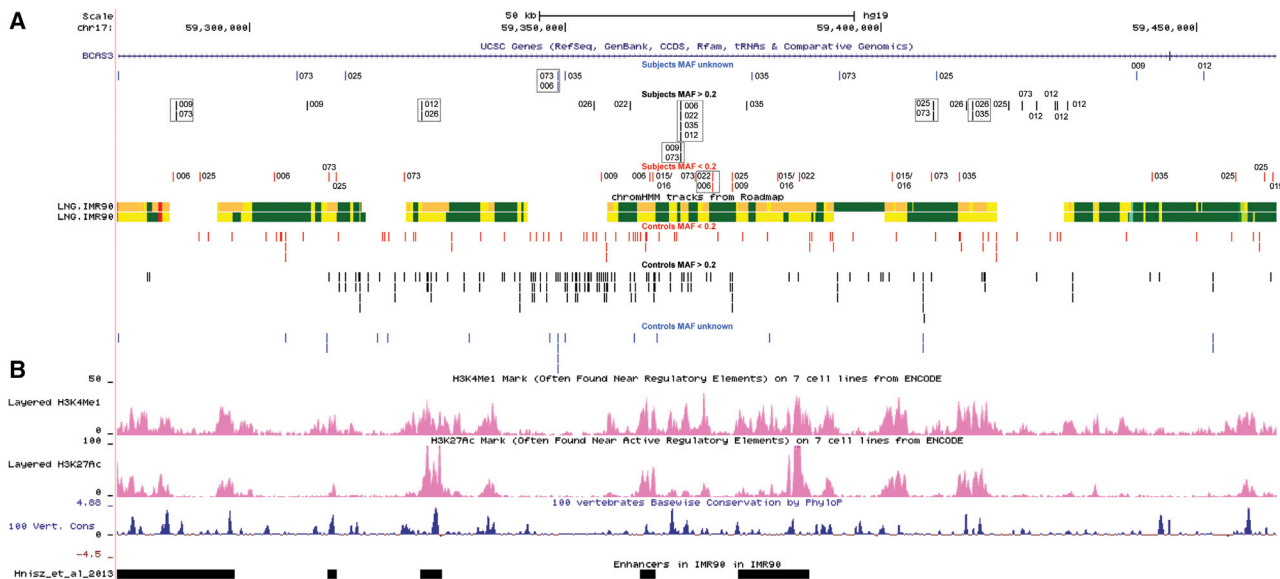 A
Scale 50 kb hg19
chr17: 59,300,000 59,350,000 59,400,000 59,450,000
UCSC Genes (RefSeq, GenBank, CCDS, Rfam, tRNAs & Comparative Genomics)
BCAS3
Subjects MAF unknown
073 025 073 035 035 073 025 009 012
006
Subjects MAF > 0.2
009 009 012 026 022 006 035 025 026 026 025 073 012 012
073 026 022 073 035 012 012
035
012
009
073
Subjects MAF < 0.2
073 025
006 025 006 073 009 006 015/ 073 022 025 015/ 015/ 073 035 035 025 015
025 016 006 009 16 16
chromHMM tracks from Roadmap
LNG.IMR90
LNG.IMR90
Controls MAF < 0.2
Controls MAF > 0.2
Controls MAF unknown
B
H3K4Me1 Mark (Often Found Near Regulatory Elements) on 7 cell lines from ENCODE
50
Layered H3K4Me1
0
H3K27Ac Mark (Often Found Near Active Regulatory Elements) on 7 cell lines from ENCODE
100
Layered H3K27Ac
0
100 vertebrates Basewise Conservation by PhyloP
4.88
100 Vert. Cons
0
-4.5
Enhancers in IMR90 in IMR90
Hnisz_et_al_2013